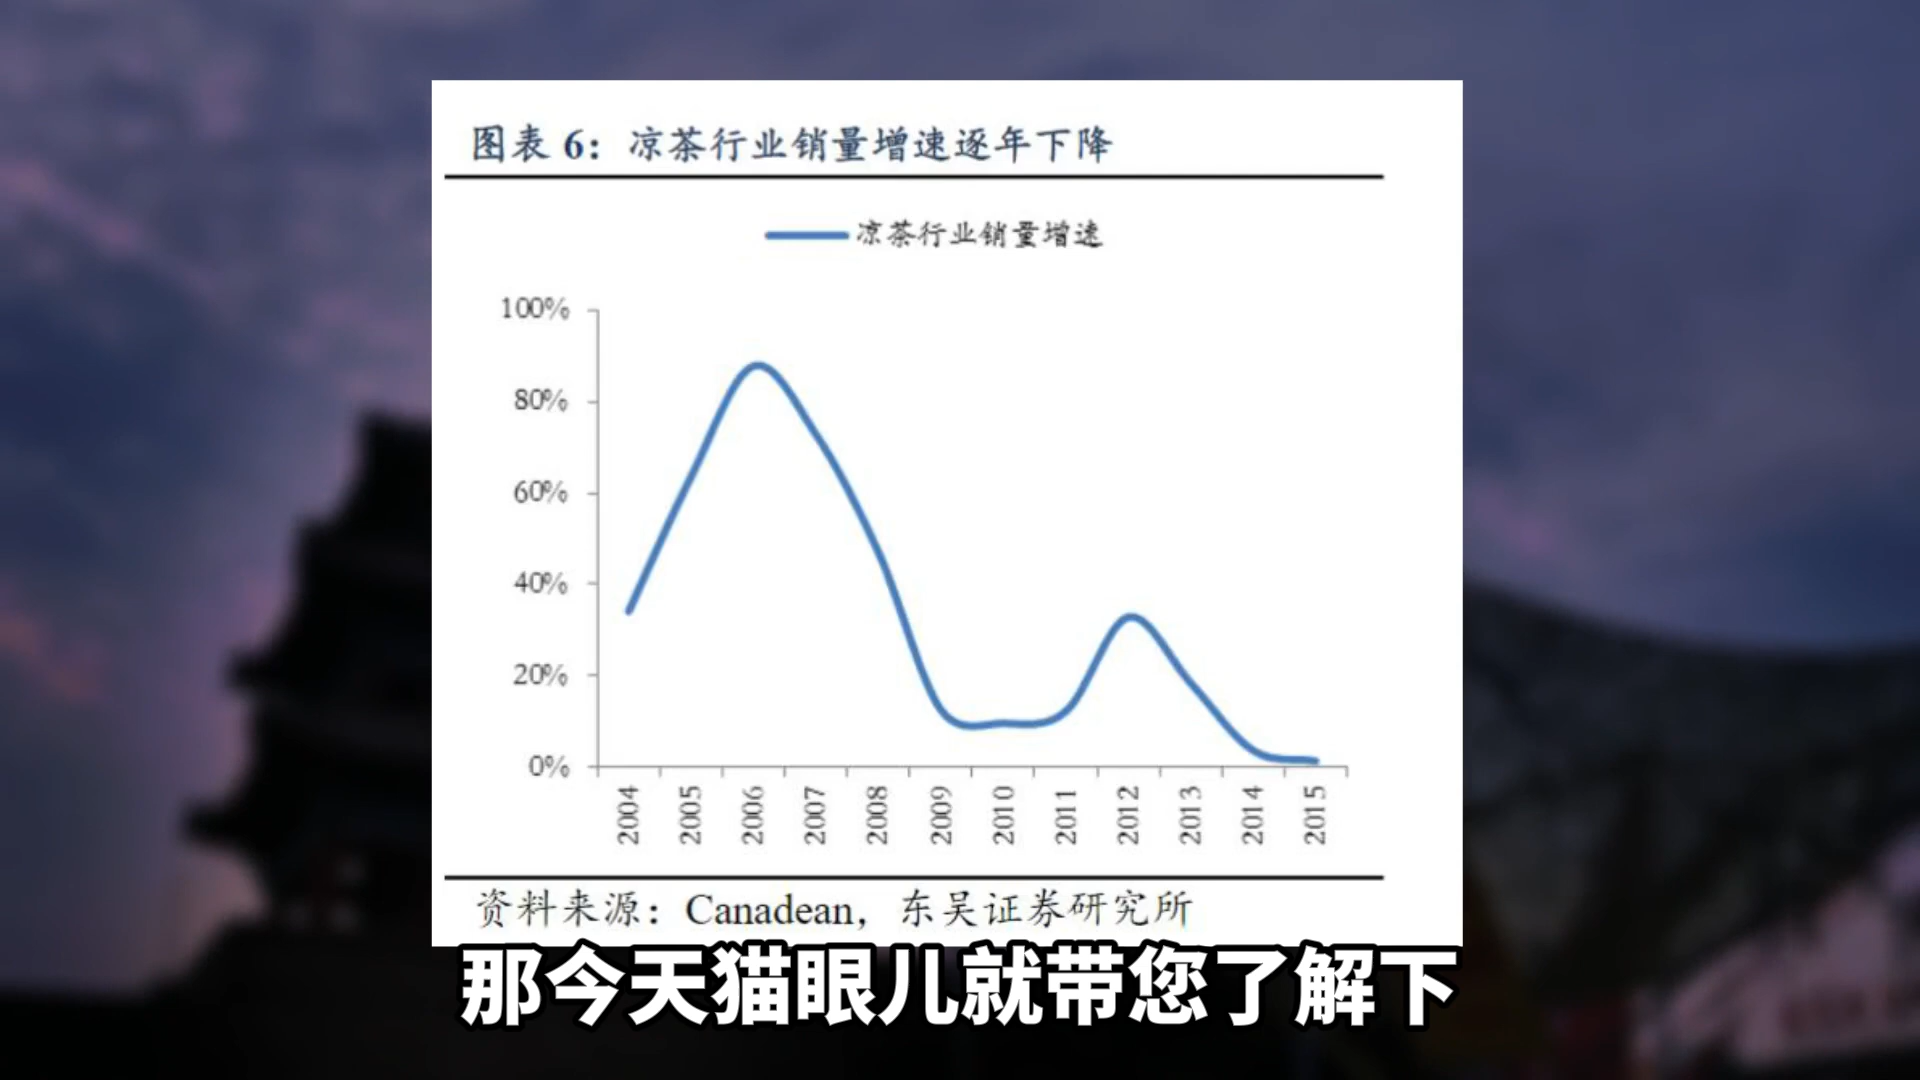 图表 6：凉茶行业销量增速逐年下降
凉茶行业销量增速
100%
80%
60%
40%
20%
0%
2004 2005 2006 2007 2008 2009 2010 2011 2012 2013 2014 2015
资料来源：Canadean，东吴证券研究所
那今天猫眼儿就带您了解下